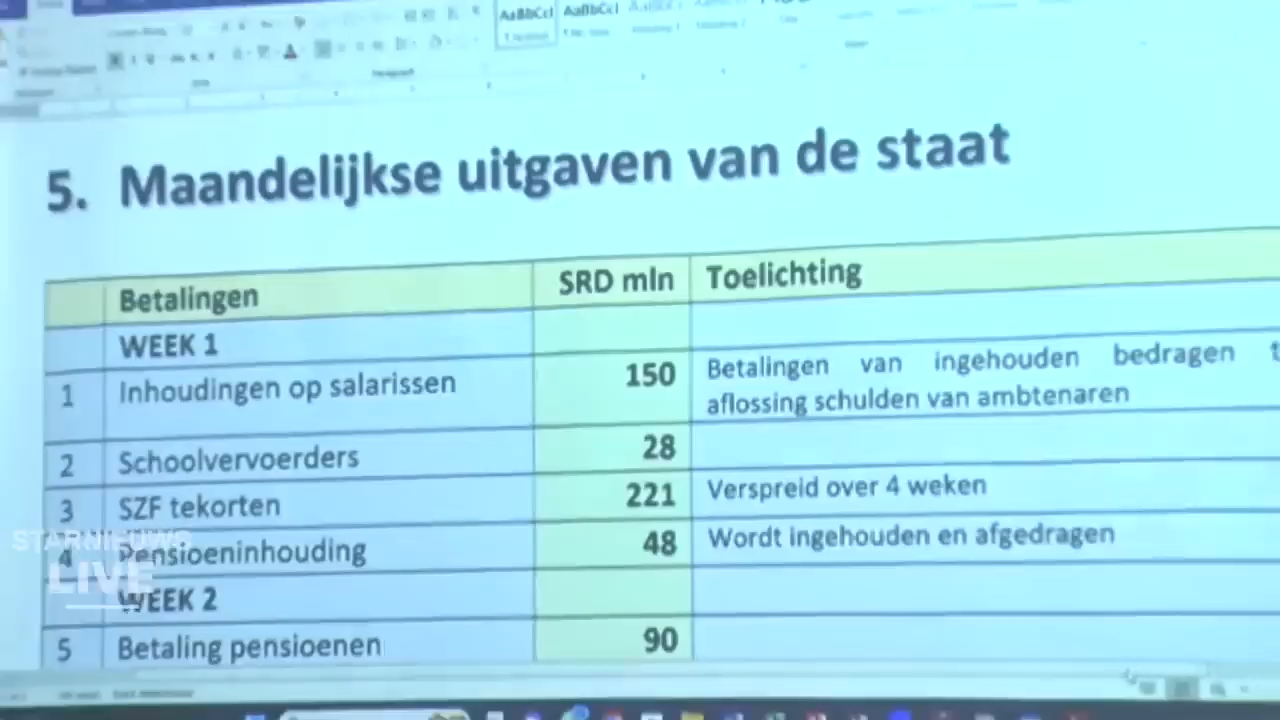 AaBbCcI AaBbCcI
5. Maandelijkse uitgaven van de staat
Betalingen SRD mln Toelichting
WEEK 1
1 Inhoudingen op salarissen 150 Betalingen van ingehouden bedragen
aflossing schulden van ambtenaren
2 Schoolvervoerders 28
3 SZF tekorten 221 Verspreid over 4 weken
4 Pensioeninhouding 48 Wordt ingehouden en afgedragen
WEEK 2
5 Betaling pensioenen 90
STARNIEUWS
LIVE